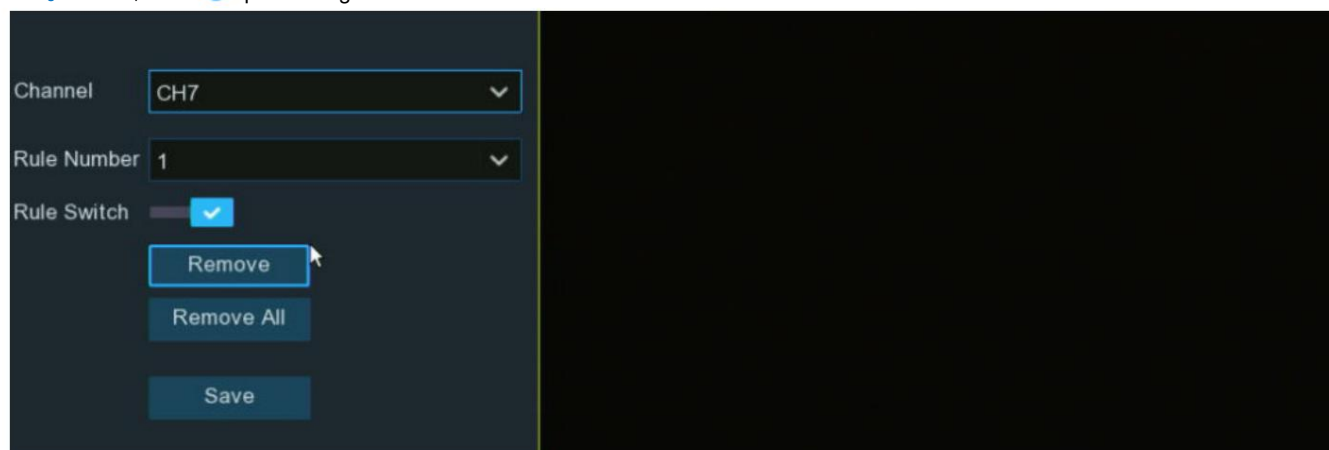 Channel CH7
Rule Number 1
Rule Switch
Remove
Remove All
Save